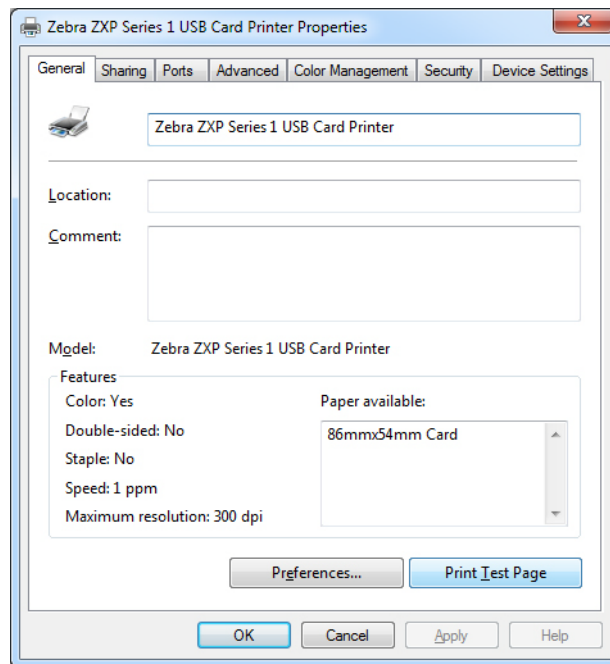 Zebra ZXP Series 1 USB Card Printer Properties
General Sharing Ports Advanced Color Management Security Device Settings
Zebra ZXP Series 1 USB Card Printer
Location:
Comment:
Model: Zebra ZXP Series 1 USB Card Printer
Features
Color: Yes Paper available:
Double-sided: No 86mmx54mm Card
Staple: No
Speed: 1 ppm
Maximum resolution: 300 dpi
Preferences... Print Test Page
OK Cancel Apply Help